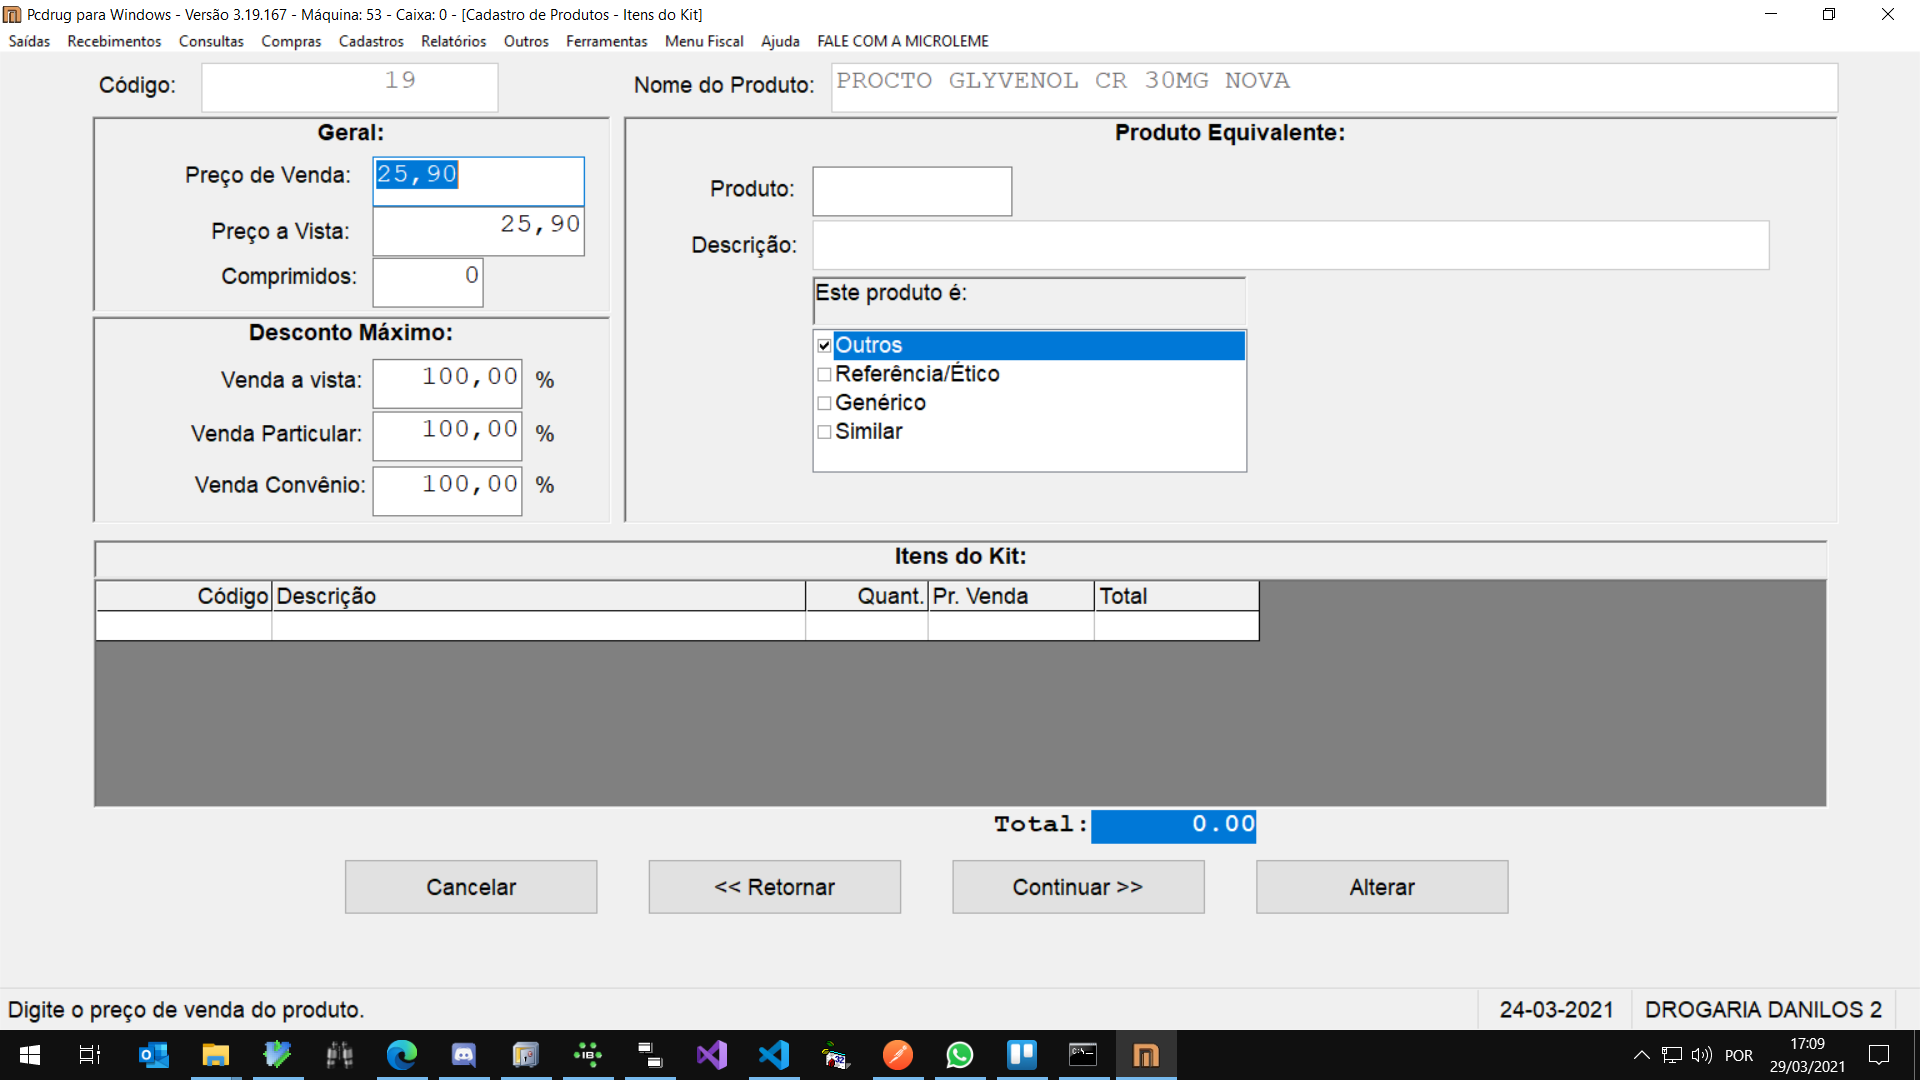 Pcdrug para Windows - Versão 3.19.167 - Máquina: 53 - Caixa: 0 - [Cadastro de Produtos - Itens do Kit]
Saídas Recebimentos Consultas Compras Cadastros Relatórios Outros Ferramentas Menu Fiscal Ajuda FALE COM A MICROLEME
Código: 19 Nome do Produto: PROCTO GLYVENOL CR 30MG NOVA
Geral:
Preço de Venda: 25,90
Preço a Vista: 25,90
Comprimidos: 0
Desconto Máximo:
Venda a vista: 100,00 %
Venda Particular: 100,00 %
Venda Convênio: 100,00 %
Produto Equivalente:
Produto:
Descrição:
Este produto é:
Outros
Referência/Ético
Genérico
Similar
Itens do Kit:
Código Descrição Quant. Pr. Venda Total
Total: 0.00
Cancelar << Retornar Continuar >> Alterar
Digite o preço de venda do produto. 24-03-2021 DROGARIA DANILOS 2
POR 17:09
29/03/2021